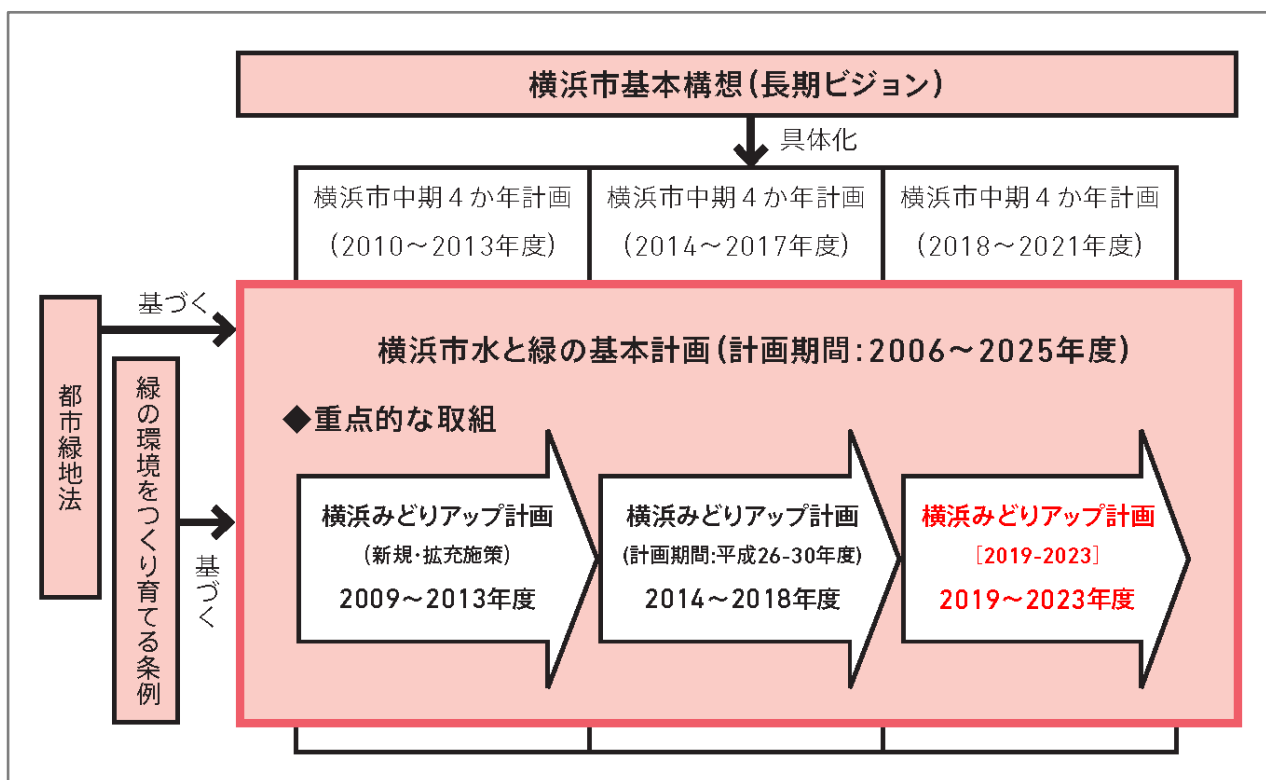 横浜市基本構想(長期ビジョン)
具体化
横浜市中期4か年計画
(2010~2013年度)
横浜市中期4か年計画
(2014~2017年度)
横浜市中期4か年計画
(2018~2021年度)
都市緑地法
基づく
緑の環境をつくり育てる条例
基づく
横浜市水と緑の基本計画(計画期間:2006~2025年度)
◆重点的な取組
横浜みどりアップ計画
(新規・拡充施策)
2009~2013年度
横浜みどりアップ計画
(計画期間:平成26-30年度)
2014~2018年度
横浜みどりアップ計画
[2019-2023]
2019~2023年度